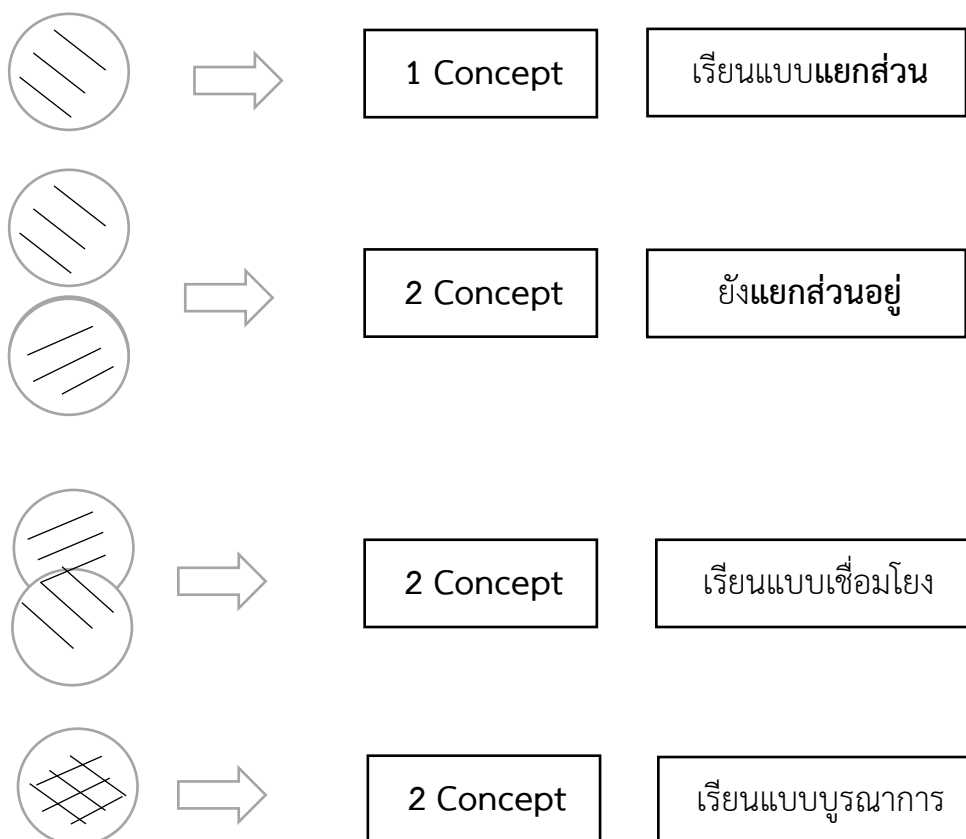 1 Concept
เรียนแบบแยกส่วน
2 Concept
ยังแยกส่วนอยู่
2 Concept
เรียนแบบเชื่อมโยง
2 Concept
เรียนแบบบูรณาการ